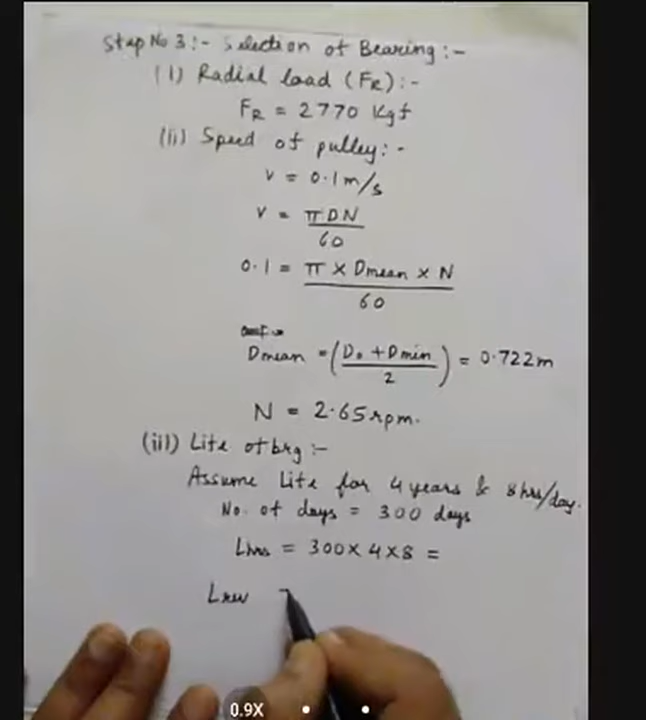 Step No 3:- Selection of Bearing:-
(i) Radial load (FR):-
FR = 2770 Kgf
(ii) Speed of pulley:-
V = 0.1m/s
V = πDN
60
0.1 = π × Dmean × N
60
Dmean = (Do + Dmin / 2) = 0.722m
N = 2.65 rpm.
(iii) Life of brg:-
Assume Life for 4 years & 8 hrs/day.
No. of days = 300 days
Lhrs = 300 × 4 × 8 =
0.9X